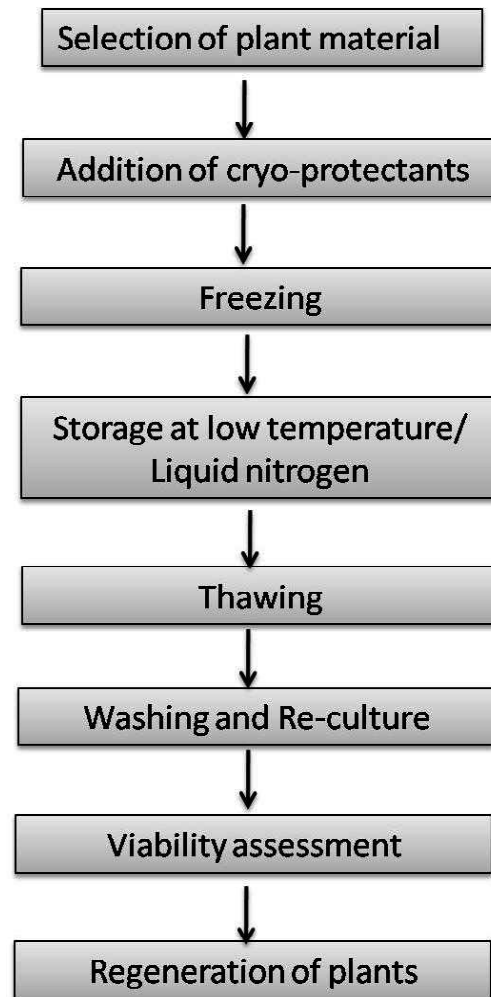 Selection of plant material
Addition of cryo-protectants
Freezing
Storage at low temperature/
Liquid nitrogen
Thawing
Washing and Re-culture
Viability assessment
Regeneration of plants